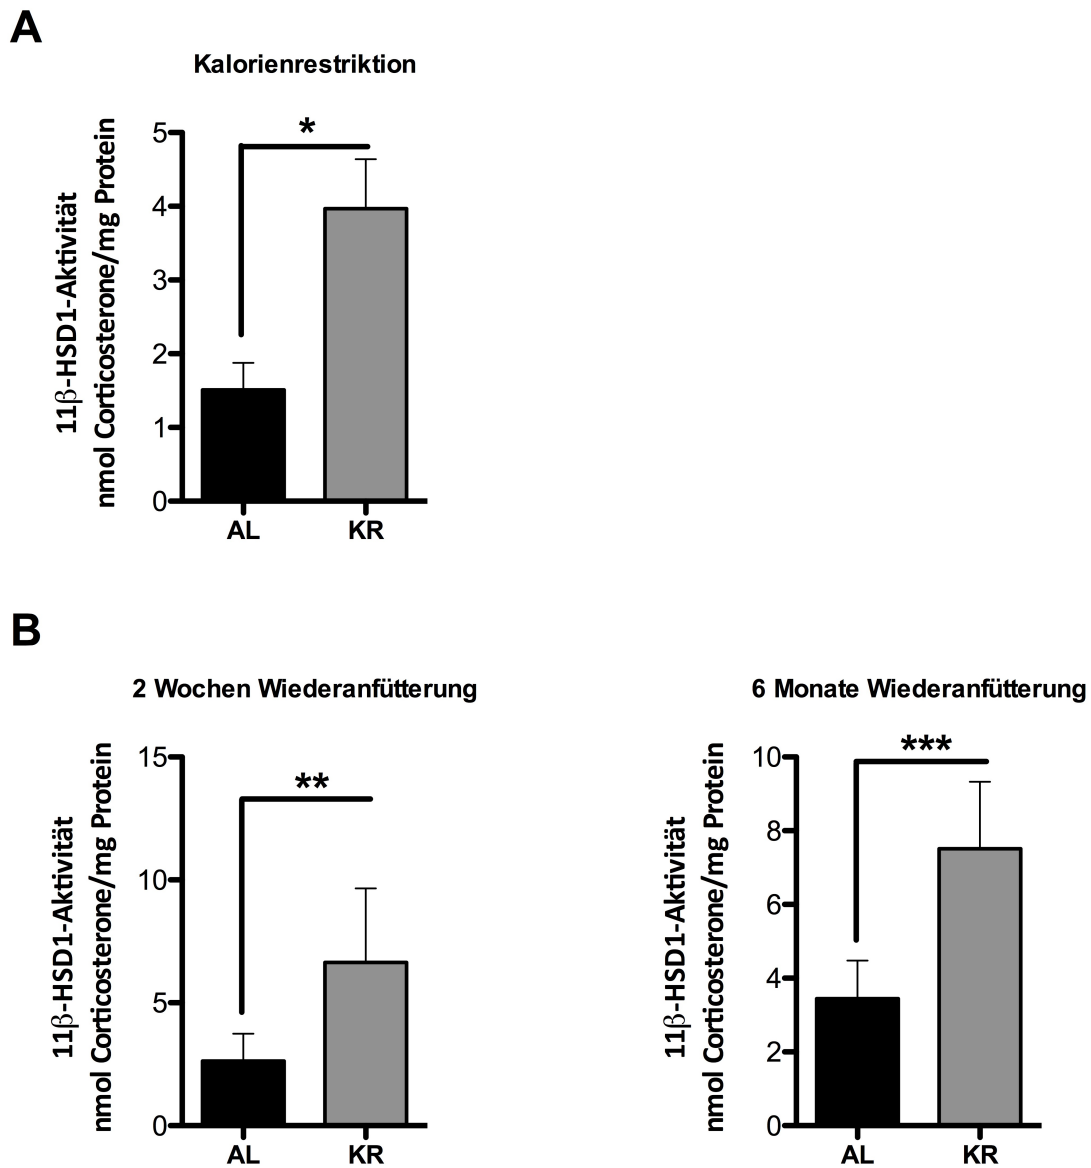 A
Kalorienrestriktion
11β-HSD1-Aktivität
nmol Corticosterone/mg Protein
5
4
3
2
1
0
*
AL KR
B
2 Wochen Wiederanfütterung
11β-HSD1-Aktivität
nmol Corticosterone/mg Protein
15
10
5
0
**
AL KR
6 Monate Wiederanfütterung
11β-HSD1-Aktivität
nmol Corticosterone/mg Protein
10
8
6
4
2
0
***
AL KR